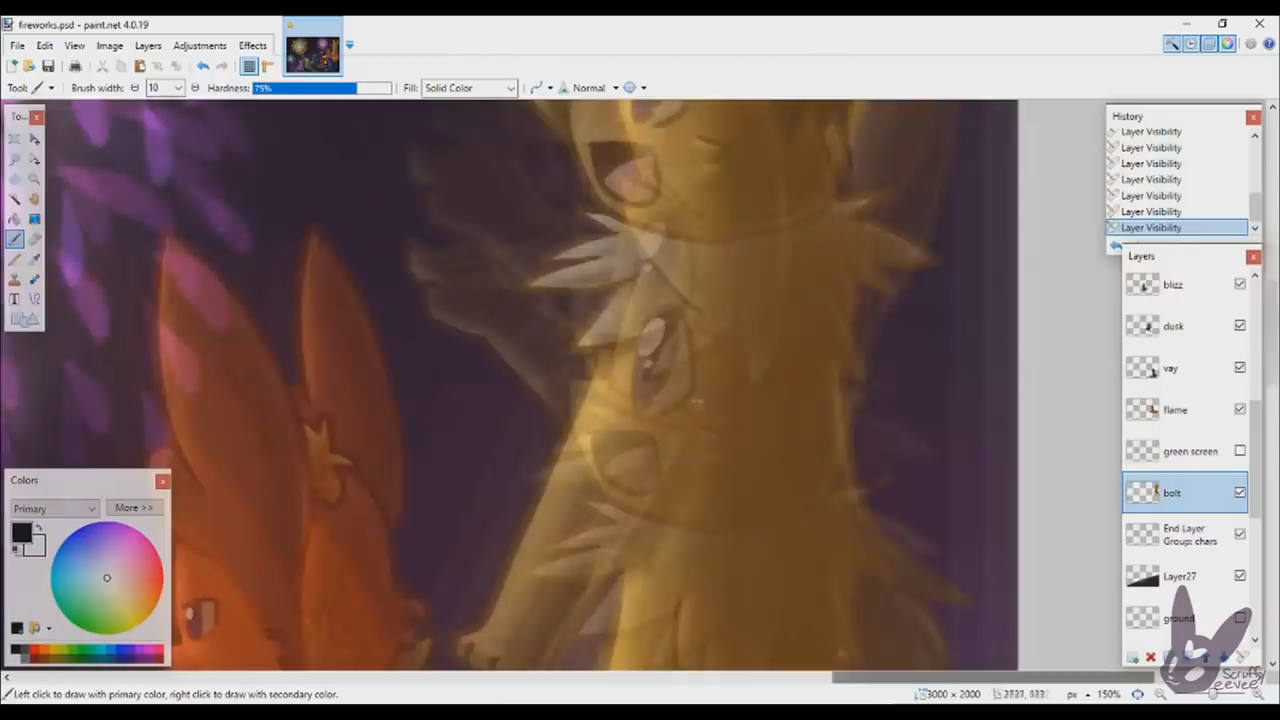 fireworks.psd - paint.net 4.0.19
File Edit View Image Layers Adjustments Effects
Tool: Brush width: 10 Hardness: 75% Fill: Solid Color Normal
To...
History
Layer Visibility
Layer Visibility
Layer Visibility
Layer Visibility
Layer Visibility
Layer Visibility
Layer Visibility
Layers
blizz
dusk
vay
flame
green screen
bolt
End Layer
Group: chars
Layer27
ground
Colors
Primary More >>
Scruffy
eevee
Left click to draw with primary color, right click to draw with secondary color.
3000 × 2000 px 150%